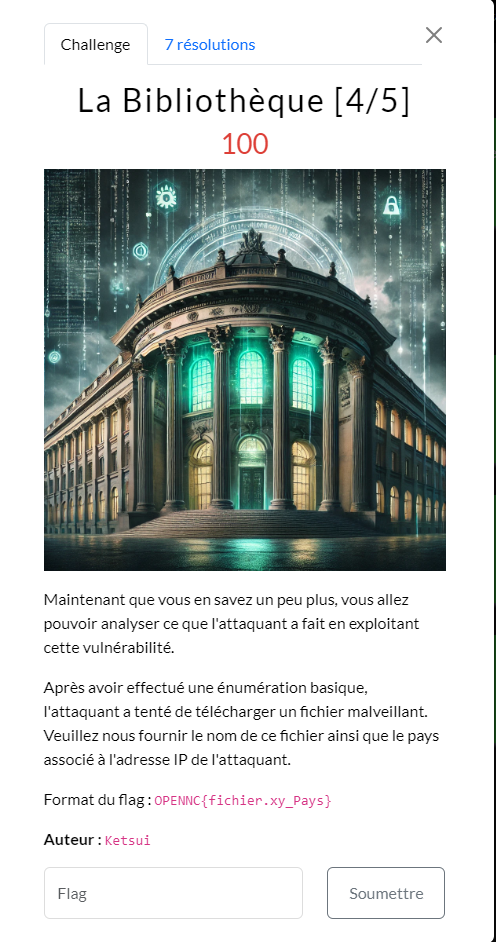 Challenge
7 résolutions
La Bibliothèque [4/5]
100
Maintenant que vous en savez un peu plus, vous allez
pouvoir analyser ce que l'attaquant a fait en exploitant
cette vulnérabilité.
Après avoir effectué une énumération basique,
l'attaquant a tenté de télécharger un fichier malveillant.
Veuillez nous fournir le nom de ce fichier ainsi que le pays
associé à l'adresse IP de l'attaquant.
Format du flag : OPENNC{fichier.xy_Pays}
Auteur : Ketsui
Flag
Soumettre